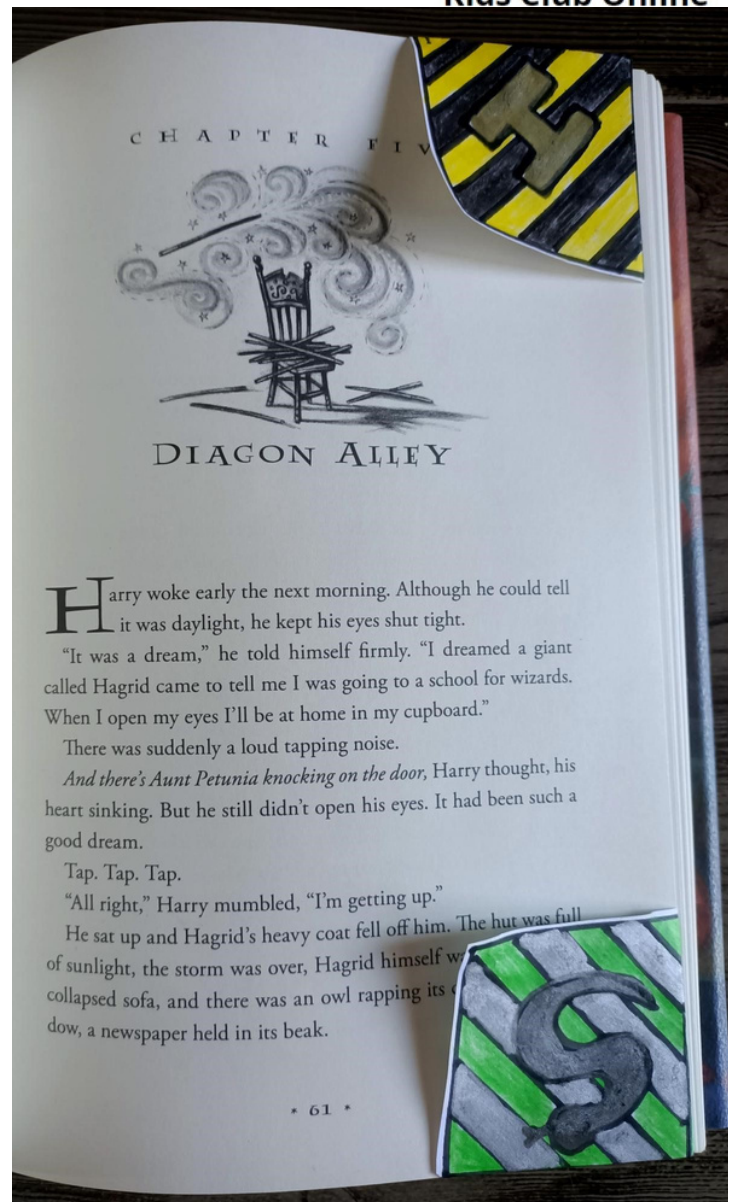 CHAPTER FIV
DIAGON ALLEY
Harry woke early the next morning. Although he could tell
it was daylight, he kept his eyes shut tight.
“It was a dream,” he told himself firmly. “I dreamed a giant
called Hagrid came to tell me I was going to a school for wizards.
When I open my eyes I’ll be at home in my cupboard.”
There was suddenly a loud tapping noise.
And there’s Aunt Petunia knocking on the door, Harry thought, his
heart sinking. But he still didn’t open his eyes. It had been such a
good dream.
Tap. Tap. Tap.
“All right,” Harry mumbled, “I’m getting up.”
He sat up and Hagrid’s heavy coat fell off him. The hut was full
of sunlight, the storm was over, Hagrid himself
collapsed sofa, and there was an owl rapping its
dow, a newspaper held in its beak.
* 61 *
H
S